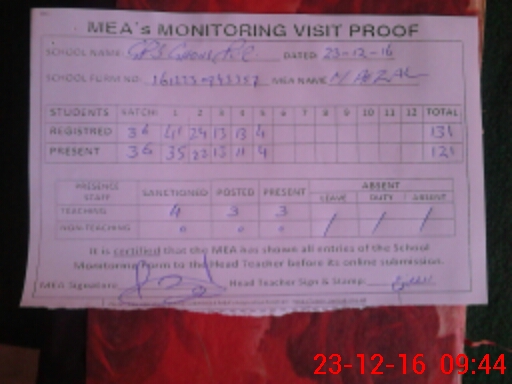 MEA's MONITORING VISIT PROOF
SCHOOL NAME: GPS DATED: 23-12-16
SCHOOL FORM NO: MEA NAME:
STUDENTS KATCHI 1 2 3 4 5 6 7 8 9 10 11 12 TOTAL
REGISTRED 36 41 24 13 13 4 131
PRESENT 36 35 23 13 11 4 121
PRESENCE STAFF SANCTIONED POSTED PRESENT ABSENT
LEAVE DUTY ABSENT
TEACHING 4 3 3 / / /
NON-TEACHING 0 0 0
It is certified that the MEA has shown all entries of the School
Monitoring Form to the Head Teacher before its online submission.
MEA Signature: Head Teacher Sign & Stamp:
23-12-16 09:44